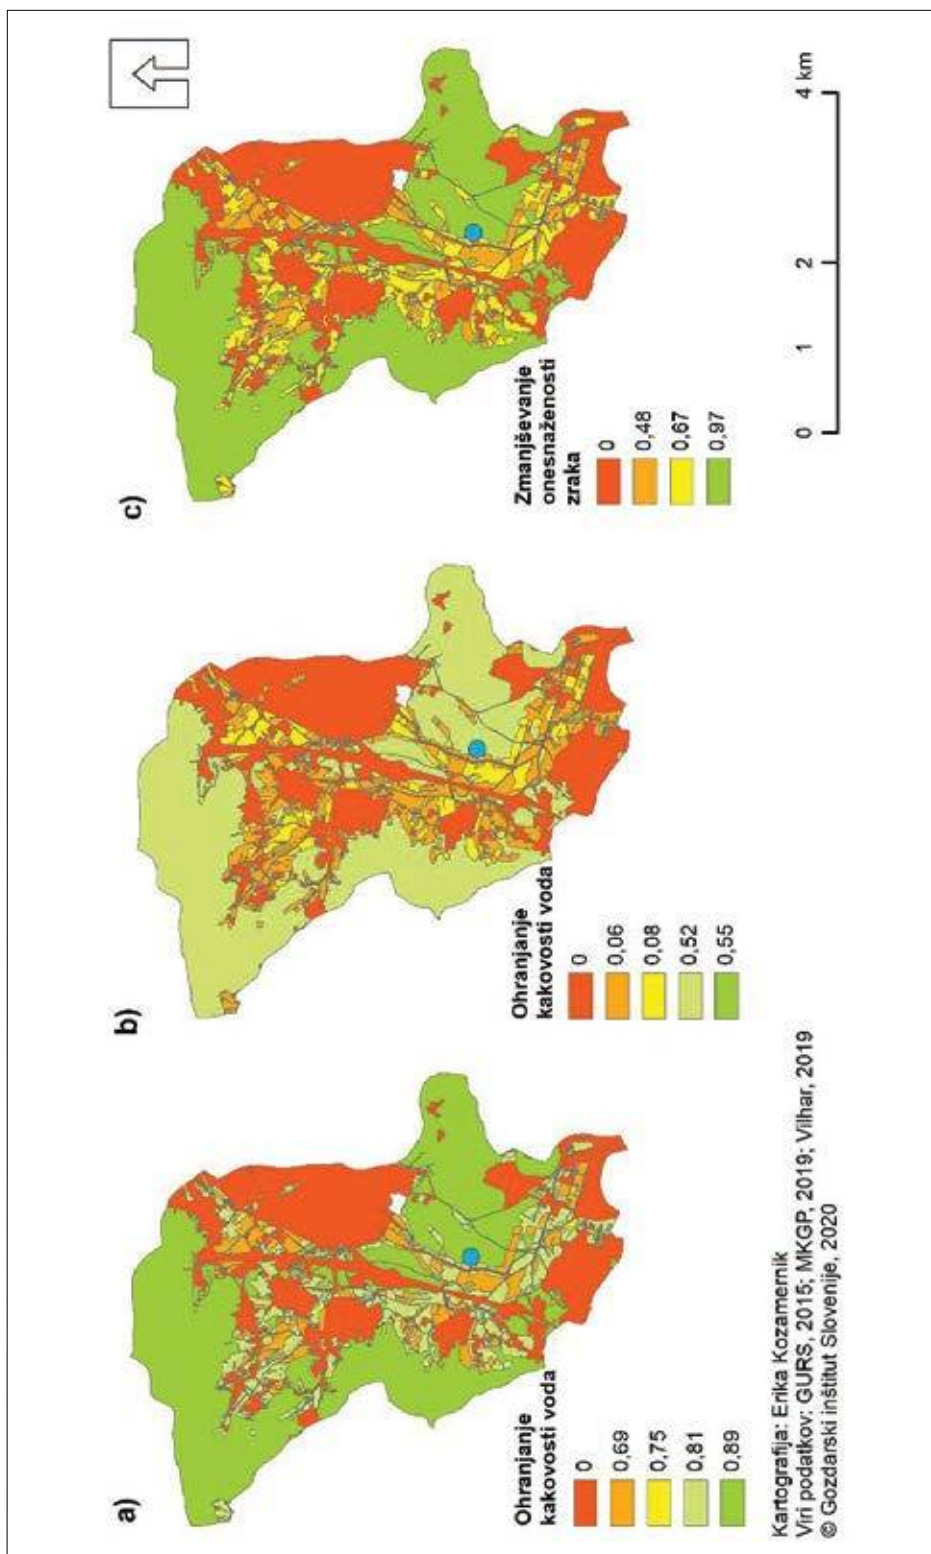 a)
Ohranjanje
kakovosti voda
0
0,69
0,75
0,81
0,89
b)
Ohranjanje
kakovosti voda
0
0,06
0,08
0,52
0,55
c)
Zmanjševanje
onesnaženosti
zraka
0
0,48
0,67
0,97
0
1
2
4 km
Kartografija: Erika Kozamernik
Viri podatkov: GURS, 2015; MKGP, 2019; Vilhar, 2019
© Gozdarski inštitut Slovenije, 2020